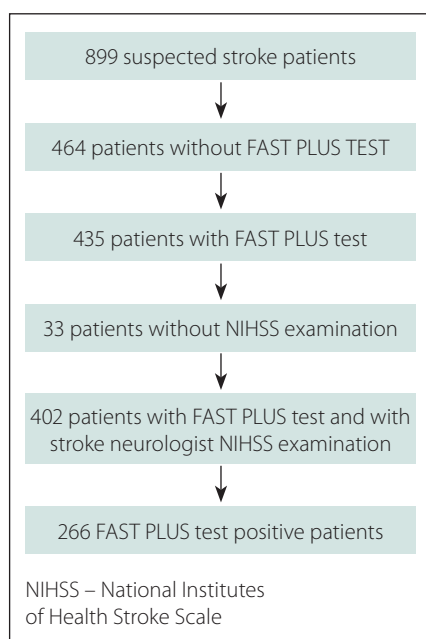 899 suspected stroke patients
464 patients without FAST PLUS TEST
435 patients with FAST PLUS test
33 patients without NIHSS examination
402 patients with FAST PLUS test and with
stroke neurologist NIHSS examination
266 FAST PLUS test positive patients
NIHSS – National Institutes
of Health Stroke Scale